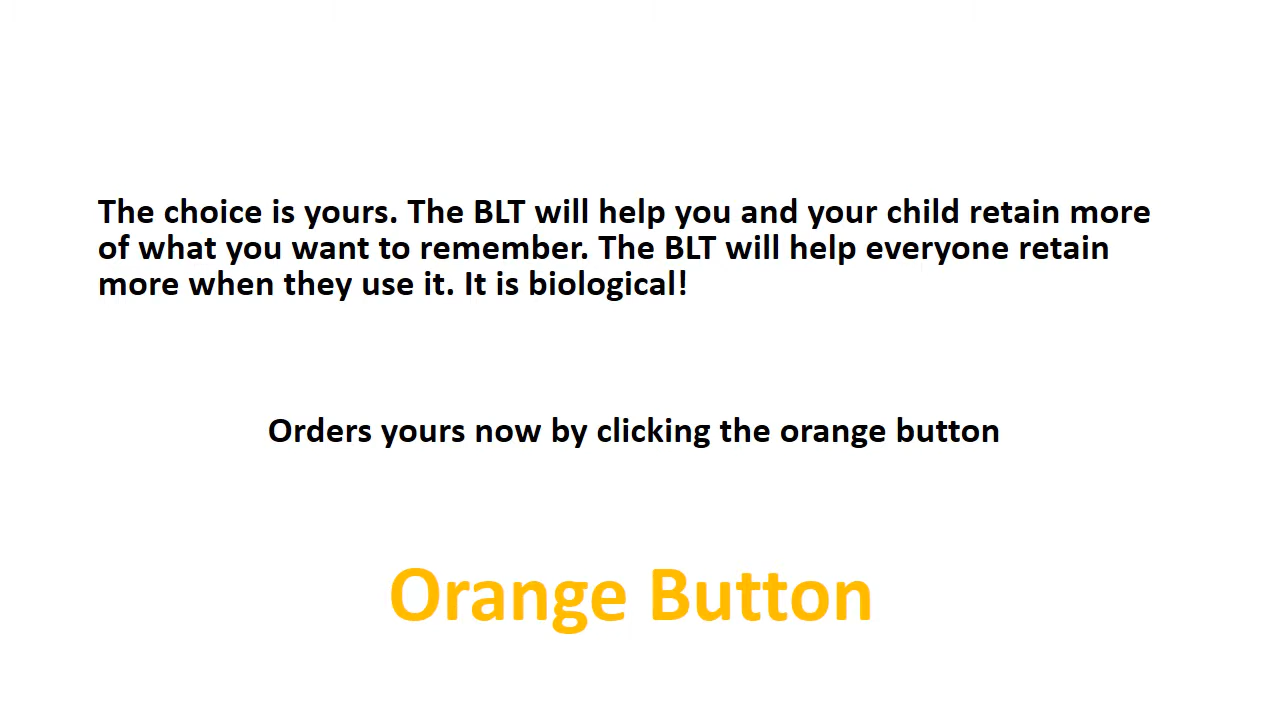 The choice is yours. The BLT will help you and your child retain more
of what you want to remember. The BLT will help everyone retain
more when they use it. It is biological!
Orders yours now by clicking the orange button
Orange Button